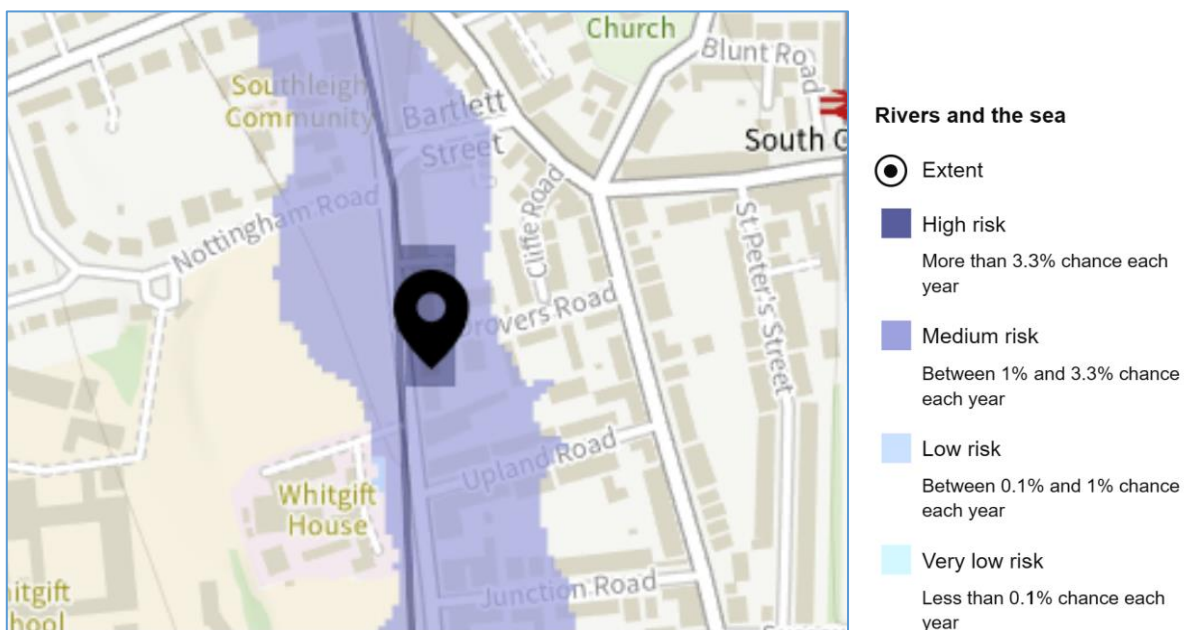 Church
Blunt Road
Southleigh
Community
Bartlett
Street
South C
Nottingham Road
Cliffe Road
St Peter's Street
Drovers Road
Upland Road
Whitgift
House
Junction Road
itgift
hool
Rivers and the sea
Extent
High risk
More than 3.3% chance each
year
Medium risk
Between 1% and 3.3% chance
each year
Low risk
Between 0.1% and 1% chance
each year
Very low risk
Less than 0.1% chance each
year